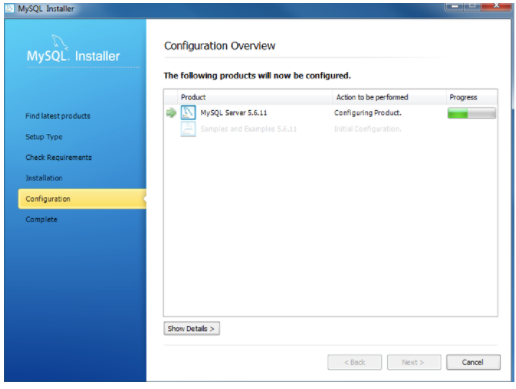 MySQL Installer
MySQL. Installer
Configuration Overview
The following products will now be configured.
Product Action to be performed Progress
MySQL Server 5.6.11 Configuring Product.
Samples and Examples 5.6.11 Initial Configuration.
Find latest products
Setup Type
Check Requirements
Installation
Configuration
Complete
Show Details >
< Back Next > Cancel